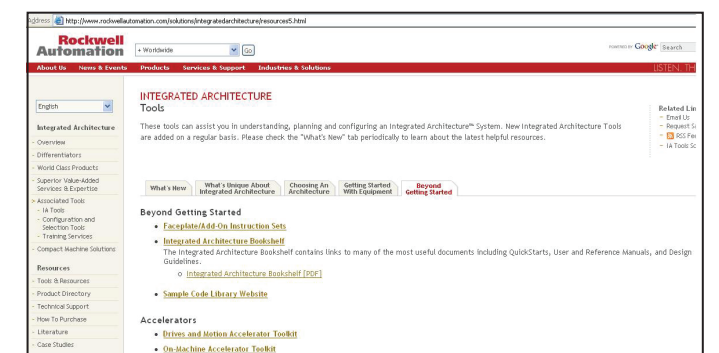 Address http://www.rockwellautomation.com/solutions/integratedarchitecture/resources5.html
Rockwell
Automation
+ Worldwide
Go
POWERED BY Google Search
About Us News & Events Products Services & Support Industries & Solutions
LISTEN. TH
English
Integrated Architecture
- Overview
- Differentiators
- World Class Products
- Superior Value-Added
Services & Expertise
> Associated Tools
- IA Tools
- Configuration and
Selection Tools
- Training Services
- Compact Machine Solutions
Resources
- Tools & Resources
- Product Directory
- Technical Support
- How To Purchase
- Literature
- Case Studies
INTEGRATED ARCHITECTURE
Tools
These tools can assist you in understanding, planning and configuring an Integrated Architecture™ System. New Integrated Architecture Tools
are added on a regular basis. Please check the "What's New" tab periodically to learn about the latest helpful resources.
Related Lin
- Email Us
- Request S
- RSS Fee
- IA Tools Sc
What's New
What's Unique About
Integrated Architecture
Choosing An
Architecture
Getting Started
With Equipment
Beyond
Getting Started
Beyond Getting Started
• Faceplate/Add-On Instruction Sets
• Integrated Architecture Bookshelf
The Integrated Architecture Bookshelf contains links to many of the most useful documents including QuickStarts, User and Reference Manuals, and Design
Guidelines.
o Integrated Architecture Bookshelf [PDF]
• Sample Code Library Website
Accelerators
• Drives and Motion Accelerator Toolkit
• On-Machine Accelerator Toolkit